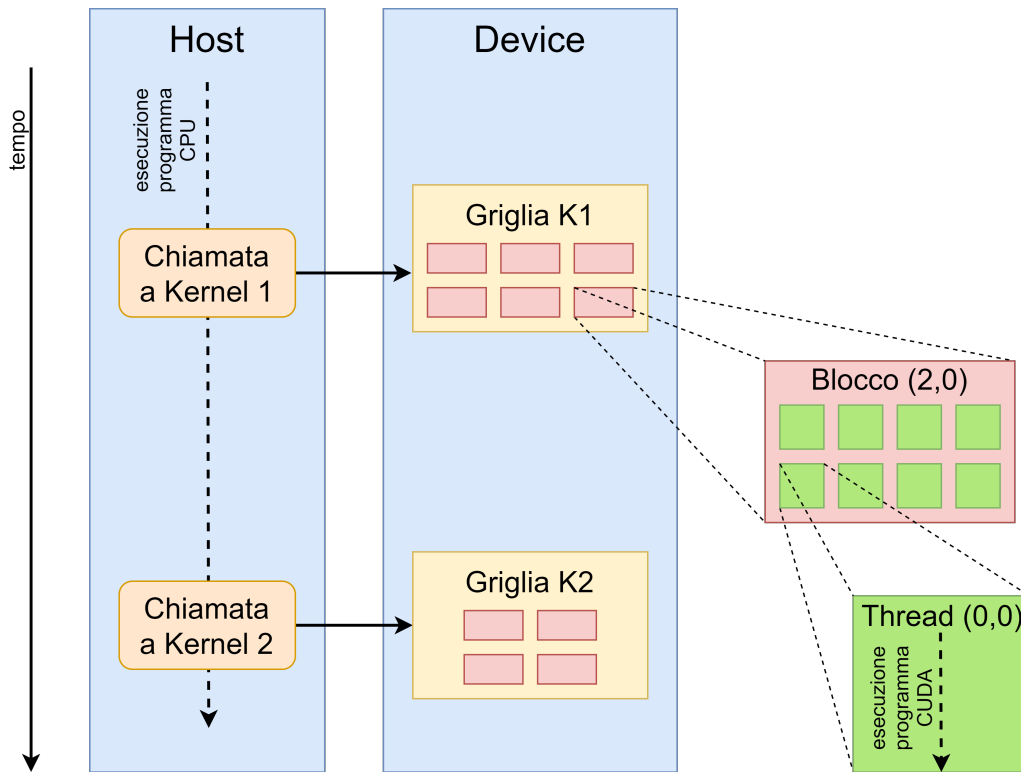 Host
Device
tempo
esecuzione
programma
CPU
Griglia K1
Chiamata
a Kernel 1
Blocco (2,0)
Griglia K2
Chiamata
a Kernel 2
Thread (0,0)
esecuzione
programma
CUDA